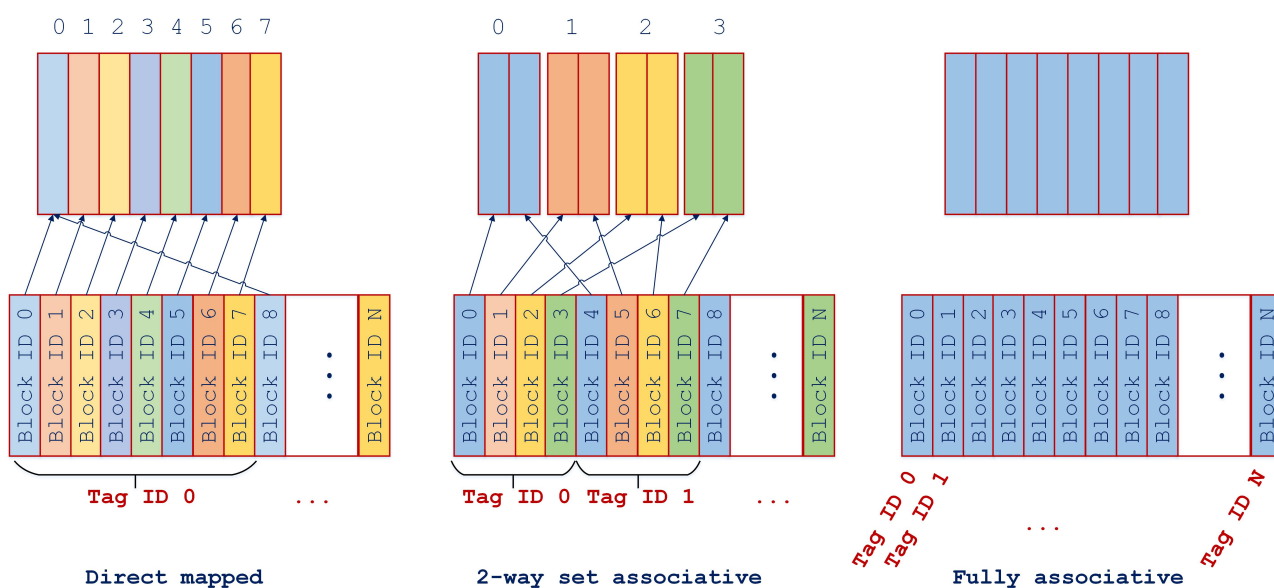 0 1 2 3 4 5 6 7
Block ID 0
Block ID 1
Block ID 2
Block ID 3
Block ID 4
Block ID 5
Block ID 6
Block ID 7
Block ID 8
...
Block ID N
Tag ID 0
...
Direct mapped
0 1 2 3
Block ID 0
Block ID 1
Block ID 2
Block ID 3
Block ID 4
Block ID 5
Block ID 6
Block ID 7
Block ID 8
...
Block ID N
Tag ID 0
Tag ID 1
...
2-way set associative
Block ID 0
Block ID 1
Block ID 2
Block ID 3
Block ID 4
Block ID 5
Block ID 6
Block ID 7
Block ID 8
...
Block ID N
Tag ID 0
Tag ID 1
...
Tag ID N
Fully associative